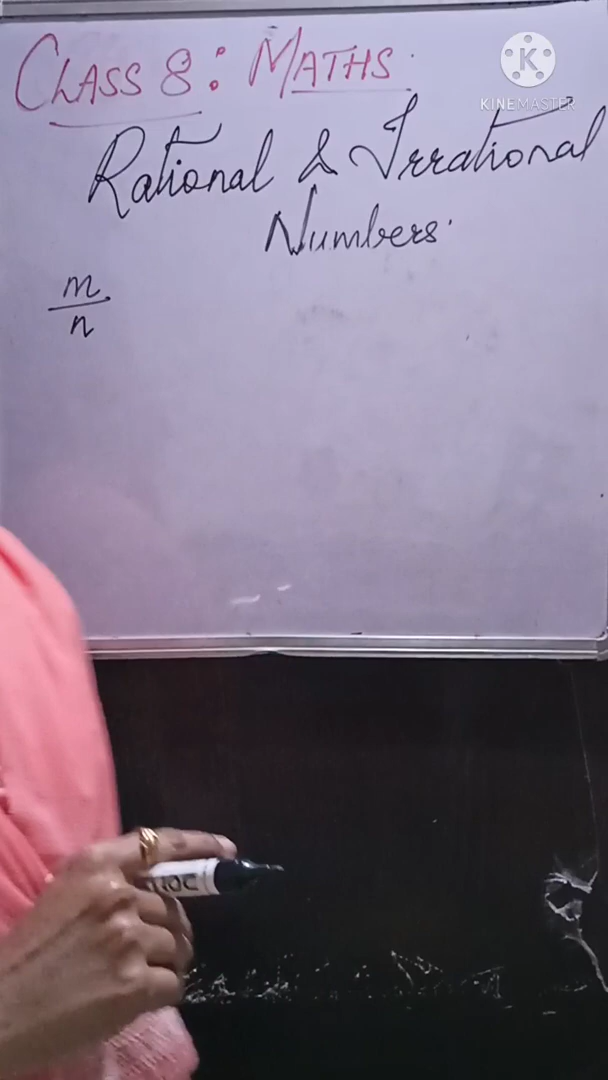 CLASS 8: MATHS.
K
KINEMASTER
Rational & Irrational
Numbers.
m
n